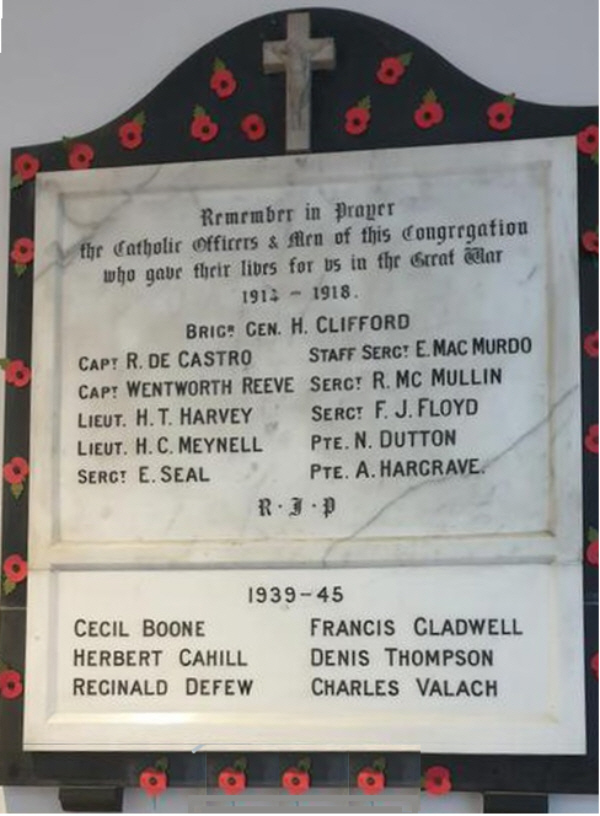 Remember in Prayer
the Catholic Officers & Men of this Congregation
who gave their lives for us in the Great War
1914 - 1918.
BRIGR GEN. H. CLIFFORD
CAPT R. DE CASTRO
CAPT WENTWORTH REEVE
LIEUT. H. T. HARVEY
LIEUT. H. C. MEYNELL
SERGT E. SEAL
STAFF SERGT E. MAC MURDO
SERGT R. MC MULLIN
SERGT F. J. FLOYD
PTE. N. DUTTON
PTE. A. HARGRAVE.
R · I · P
1939-45
CECIL BOONE
HERBERT CAHILL
REGINALD DEFEW
FRANCIS GLADWELL
DENIS THOMPSON
CHARLES VALACH